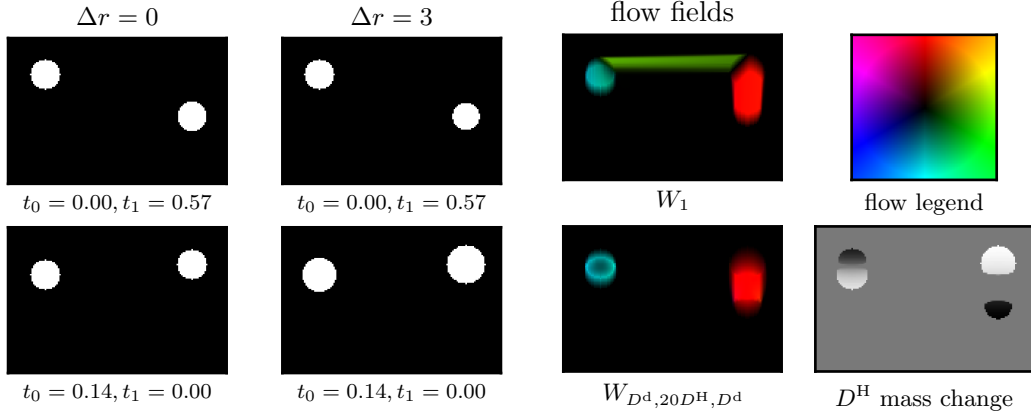 Δr = 0
Δr = 3
flow fields
t₀ = 0.00, t₁ = 0.57
t₀ = 0.00, t₁ = 0.57
W₁
flow legend
t₀ = 0.14, t₁ = 0.00
t₀ = 0.14, t₁ = 0.00
W_{D^d,20D^H,D^d}
D^H mass change